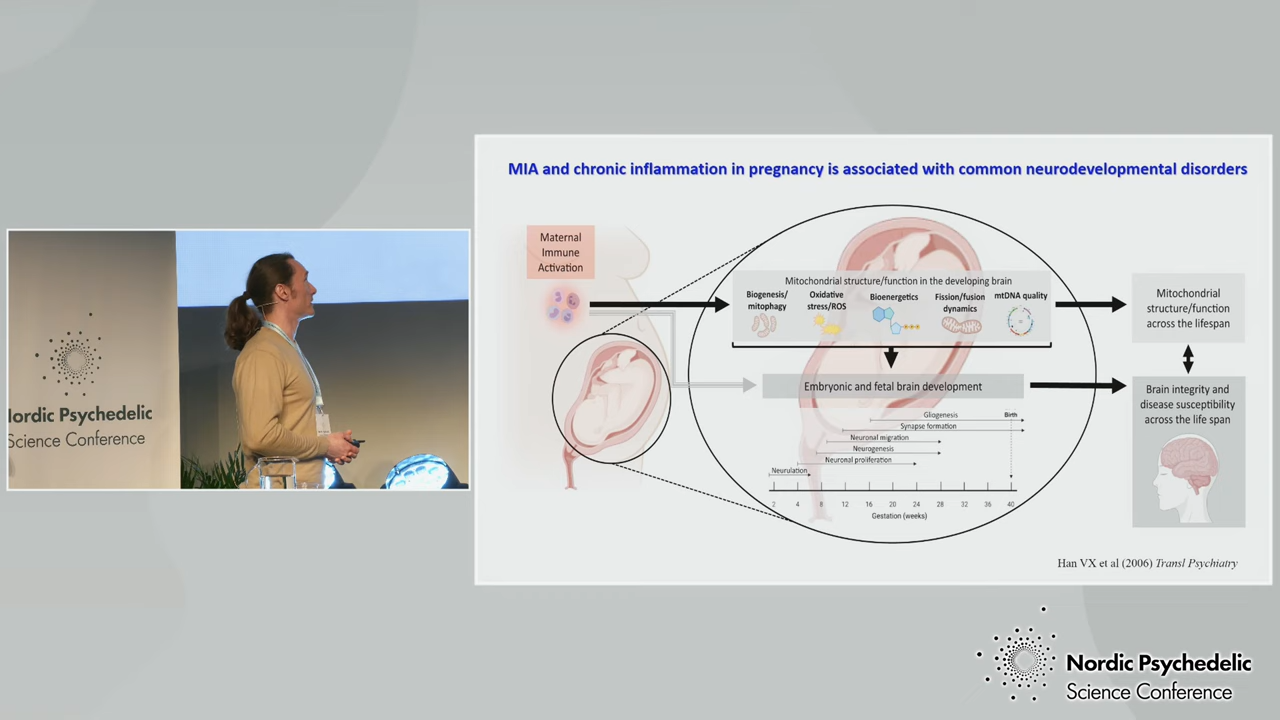 MIA and chronic inflammation in pregnancy is associated with common neurodevelopmental disorders
Maternal
Immune
Activation
Mitochondrial structure/function in the developing brain
Biogenesis/
mitophagy
Oxidative
stress/ROS
Bioenergetics
Fission/fusion
dynamics
mtDNA quality
Embryonic and fetal brain development
Gliogenesis
Birth
Synapse formation
Neuronal migration
Neurogenesis
Neuronal proliferation
Neurulation
2 4 8 12 16 20 24 28 32 36 40
Gestation (weeks)
Mitochondrial
structure/function
across the lifespan
Brain integrity and
disease susceptibility
across the life span
Han VX et al (2006) Transl Psychiatry
Nordic Psychedelic
Science Conference
Nordic Psychedelic
Science Conference